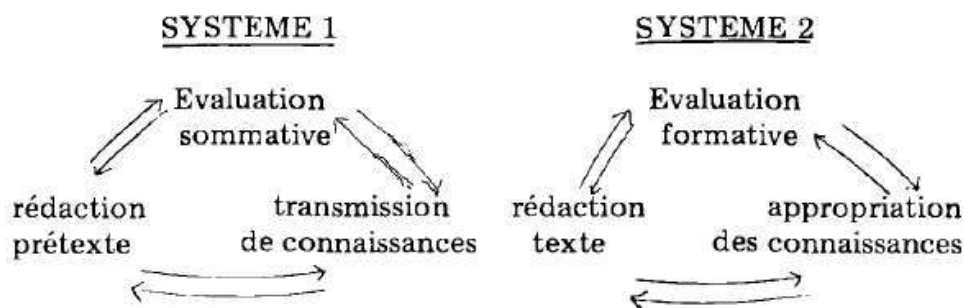 SYSTEME 1
Evaluation
sommative
rédaction
prétexte
transmission
de connaissances
SYSTEME 2
Evaluation
formative
rédaction
texte
appropriation
des connaissances